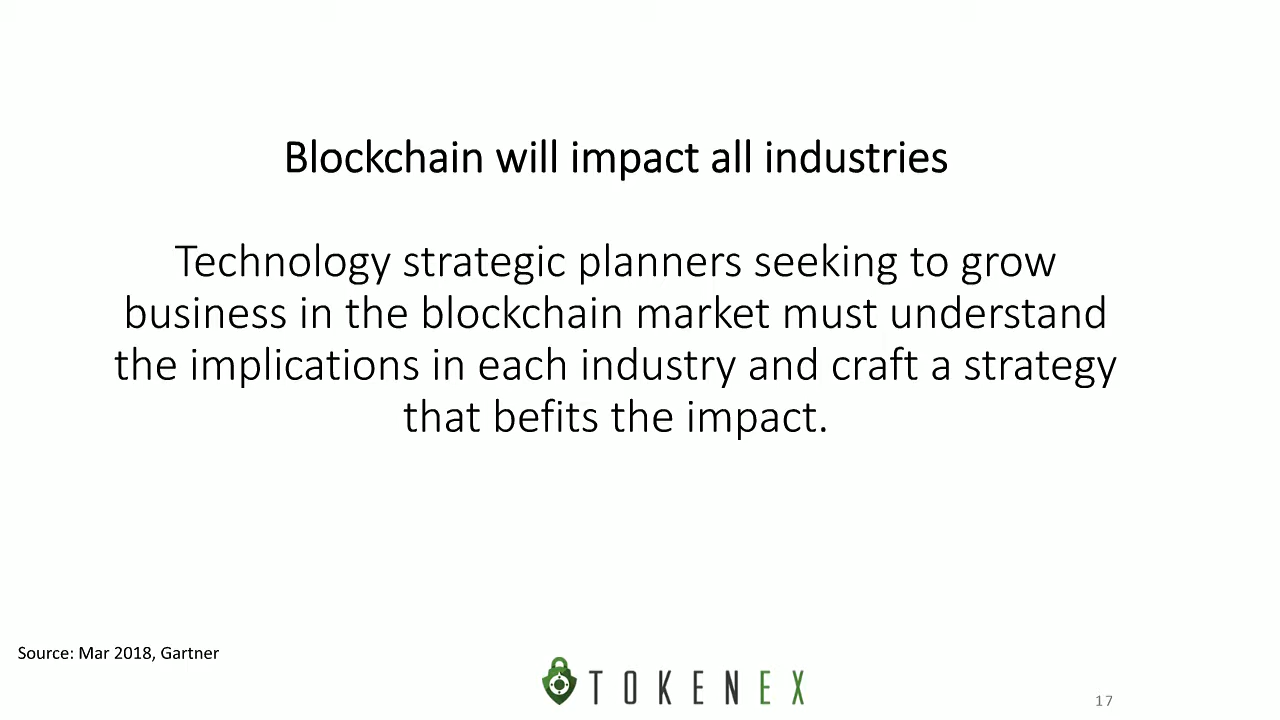 Blockchain will impact all industries
Technology strategic planners seeking to grow
business in the blockchain market must understand
the implications in each industry and craft a strategy
that befits the impact.
Source: Mar 2018, Gartner
TOKENEX
17